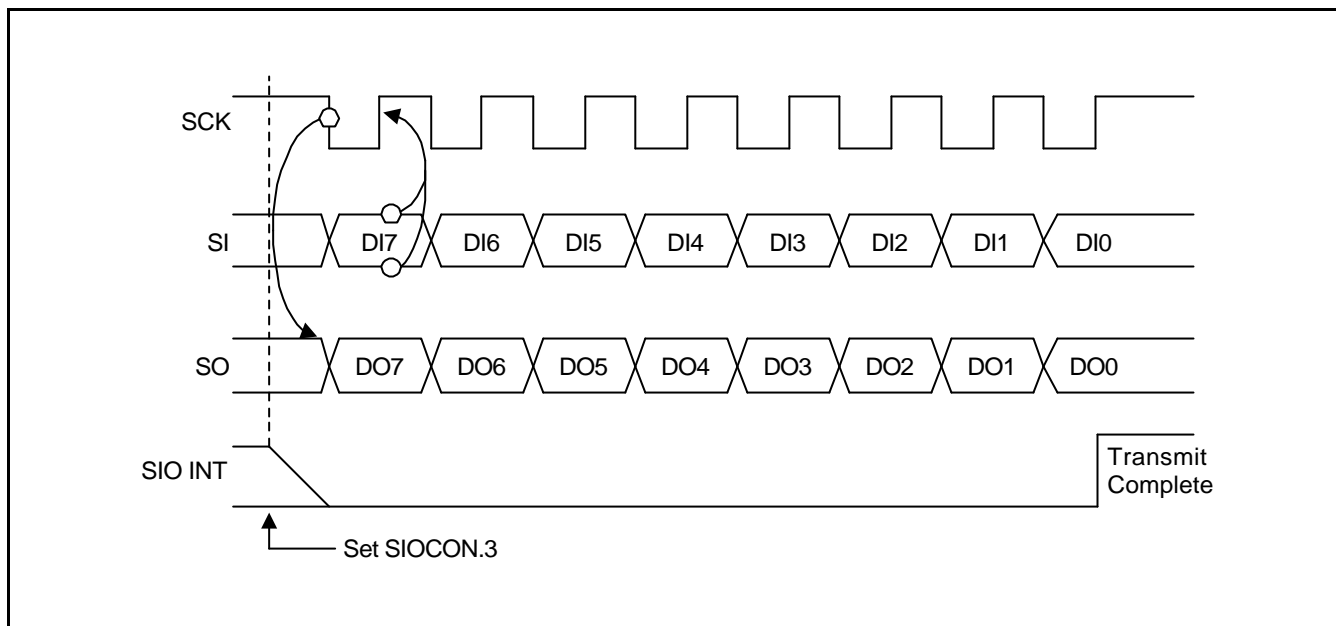 SCK
SI DI7 DI6 DI5 DI4 DI3 DI2 DI1 DI0
SO DO7 DO6 DO5 DO4 DO3 DO2 DO1 DO0
SIO INT
Transmit
Complete
Set SIOCON.3